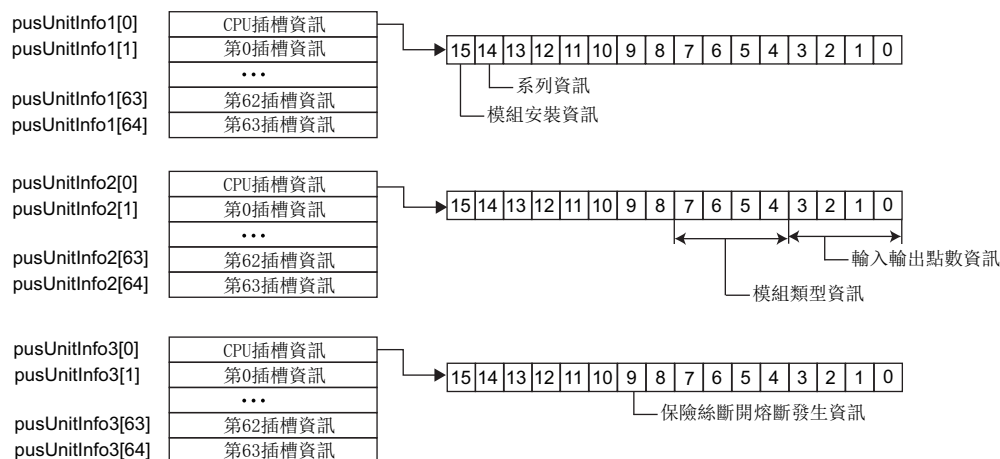 pusUnitInfo1[0] CPU插槽資訊
pusUnitInfo1[1] 第0插槽資訊 15 14 13 12 11 10 9 8 7 6 5 4 3 2 1 0
...
系列資訊
pusUnitInfo1[63] 第62插槽資訊
模組安裝資訊
pusUnitInfo1[64] 第63插槽資訊
pusUnitInfo2[0] CPU插槽資訊
pusUnitInfo2[1] 第0插槽資訊 15 14 13 12 11 10 9 8 7 6 5 4 3 2 1 0
...
pusUnitInfo2[63] 第62插槽資訊 輸入輸出點數資訊
pusUnitInfo2[64] 第63插槽資訊 模組類型資訊
pusUnitInfo3[0] CPU插槽資訊
pusUnitInfo3[1] 第0插槽資訊 15 14 13 12 11 10 9 8 7 6 5 4 3 2 1 0
...
保險絲斷開熔斷發生資訊
pusUnitInfo3[63] 第62插槽資訊
pusUnitInfo3[64] 第63插槽資訊